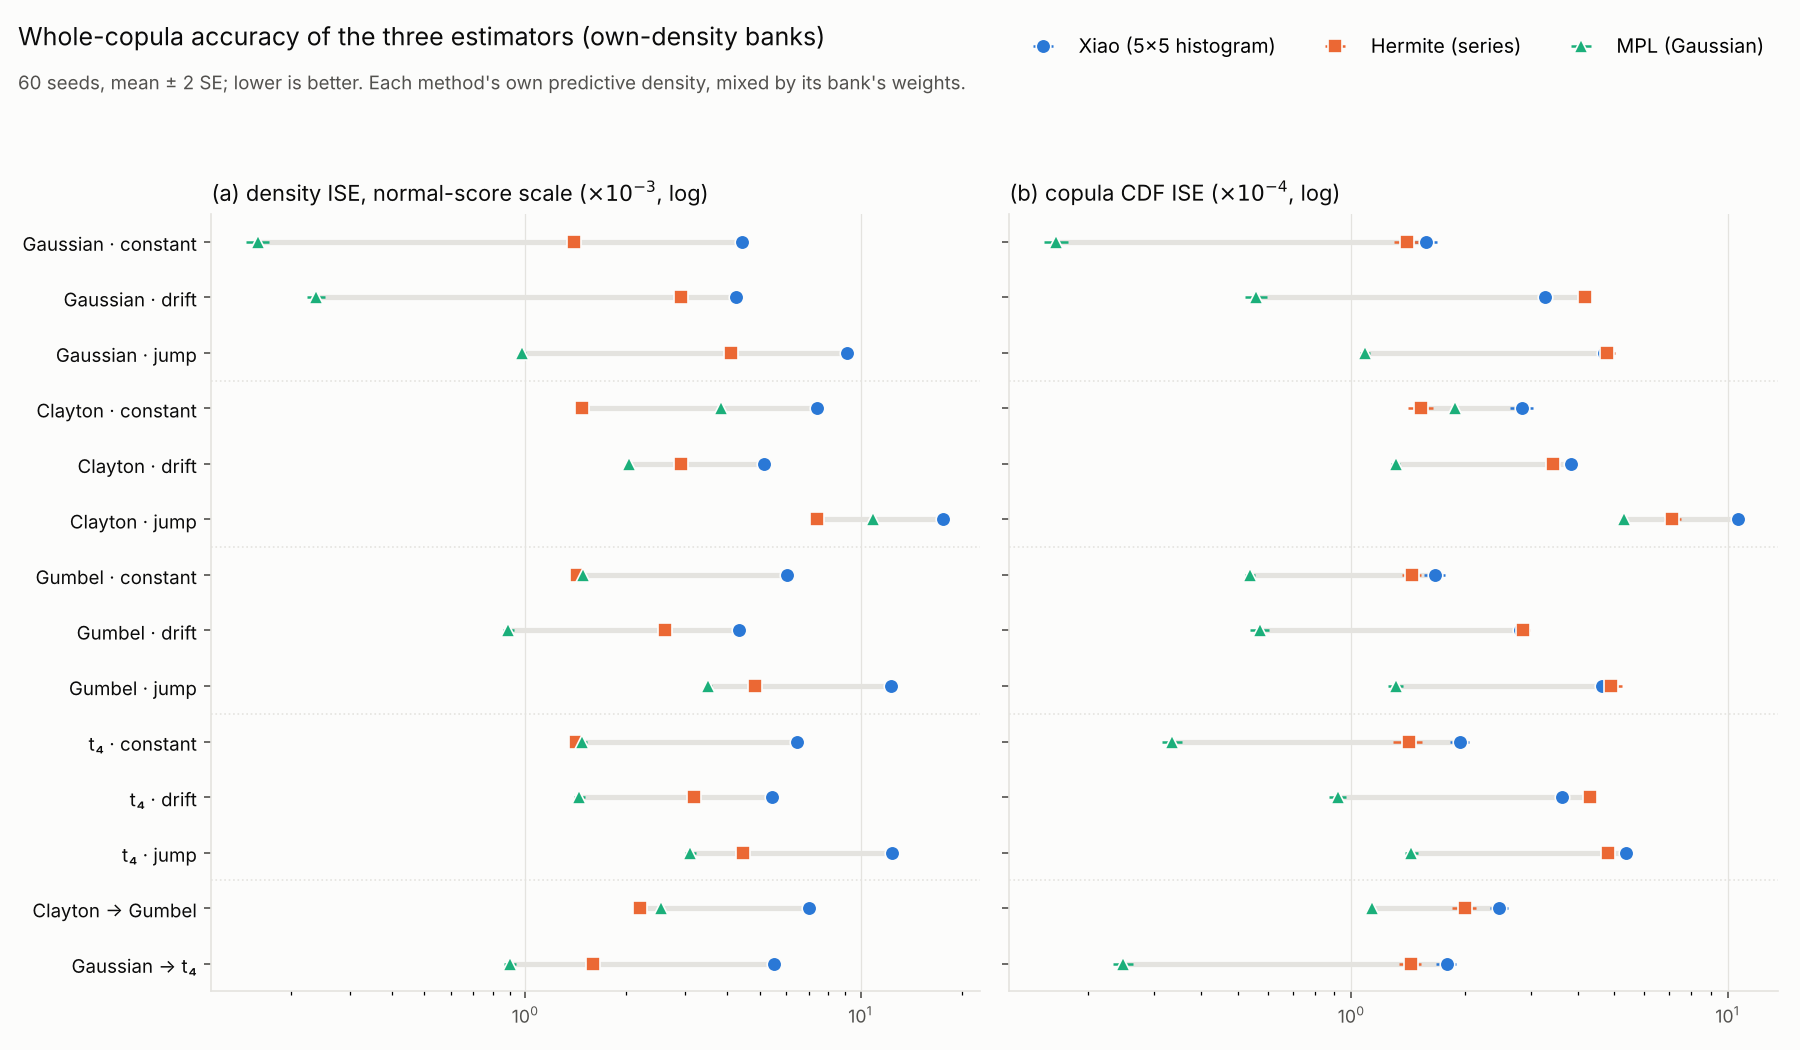 Whole-copula accuracy of the three estimators (own-density banks)
60 seeds, mean ± 2 SE; lower is better. Each method's own predictive density, mixed by its bank's weights.
Xiao (5×5 histogram)
Hermite (series)
MPL (Gaussian)
(a) density ISE, normal-score scale (×10⁻³, log)
(b) copula CDF ISE (×10⁻⁴, log)
Gaussian · constant
Gaussian · drift
Gaussian · jump
Clayton · constant
Clayton · drift
Clayton · jump
Gumbel · constant
Gumbel · drift
Gumbel · jump
t₄ · constant
t₄ · drift
t₄ · jump
Clayton → Gumbel
Gaussian → t₄
10⁰
10¹
10⁰
10¹